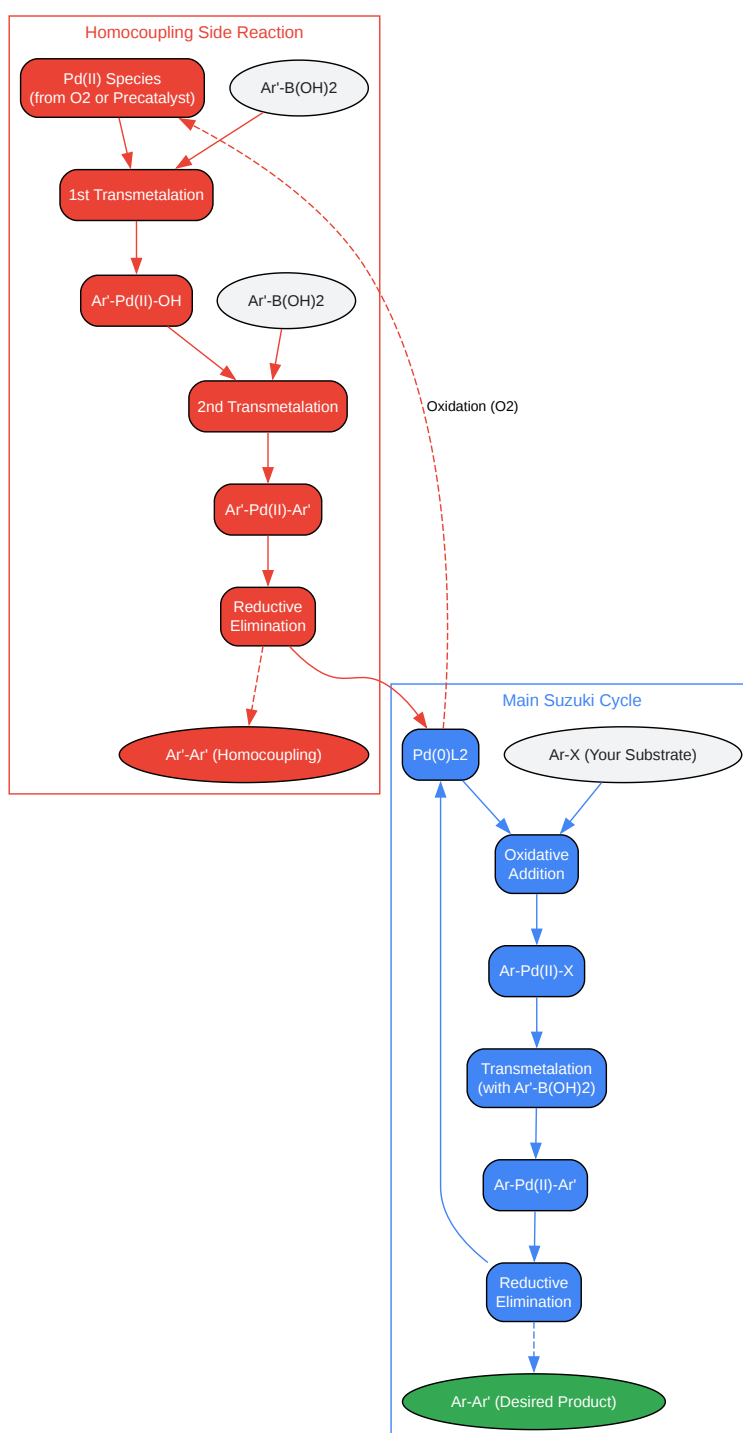 Homocoupling Side Reaction
Pd(II) Species
(from O2 or Precatalyst)
Ar'-B(OH)2
1st Transmetalation
Ar'-Pd(II)-OH
Ar'-B(OH)2
2nd Transmetalation
Oxidation (O2)
Ar'-Pd(II)-Ar'
Reductive
Elimination
Ar'-Ar' (Homocoupling)
Main Suzuki Cycle
Pd(0)L2
Ar-X (Your Substrate)
Oxidative
Addition
Ar-Pd(II)-X
Transmetalation
(with Ar'-B(OH)2)
Ar-Pd(II)-Ar'
Reductive
Elimination
Ar-Ar' (Desired Product)